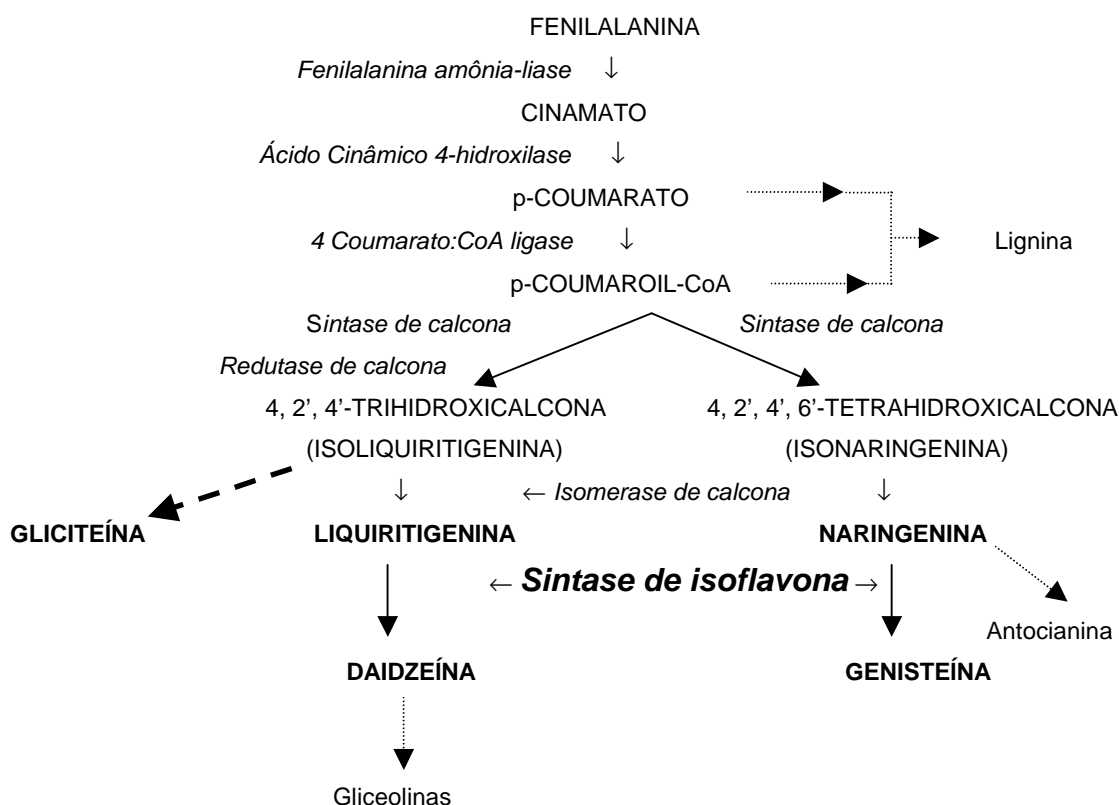 FENILALANINA
Fenilalanina amônia-liase ↓
CINAMATO
Ácido Cinâmico 4-hidroxilase ↓
p-COUMARATO
4 Coumarato:CoA ligase ↓
Lignina
p-COUMAROIL-CoA
Sintase de calcona Sintase de calcona
Redutase de calcona
4, 2', 4'-TRIHIDROXICALCONA 4, 2', 4', 6'-TETRAHIDROXICALCONA
(ISOLIQUIRITIGENINA) (ISONARINGENINA)
↓ ← Isomerase de calcona ↓
GLICITEÍNA LIQUIRITIGENINA NARINGENINA
← Sintase de isoflavona →
Antocianina
DAIDZEÍNA GENISTEÍNA
Gliceolinas